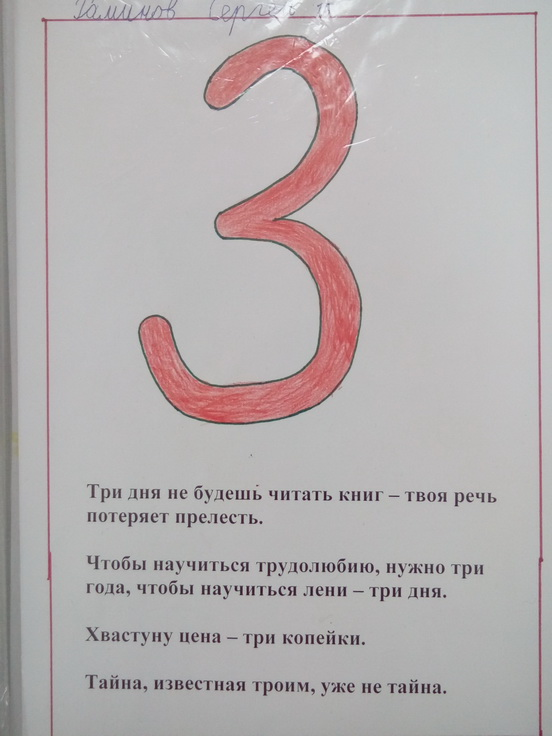 Сергей
3
Три дня не будешь читать книг – твоя речь
потеряет прелесть.
Чтобы научиться трудолюбию, нужно три
года, чтобы научиться лени – три дня.
Хвастуну цена – три копейки.
Тайна, известная троим, уже не тайна.